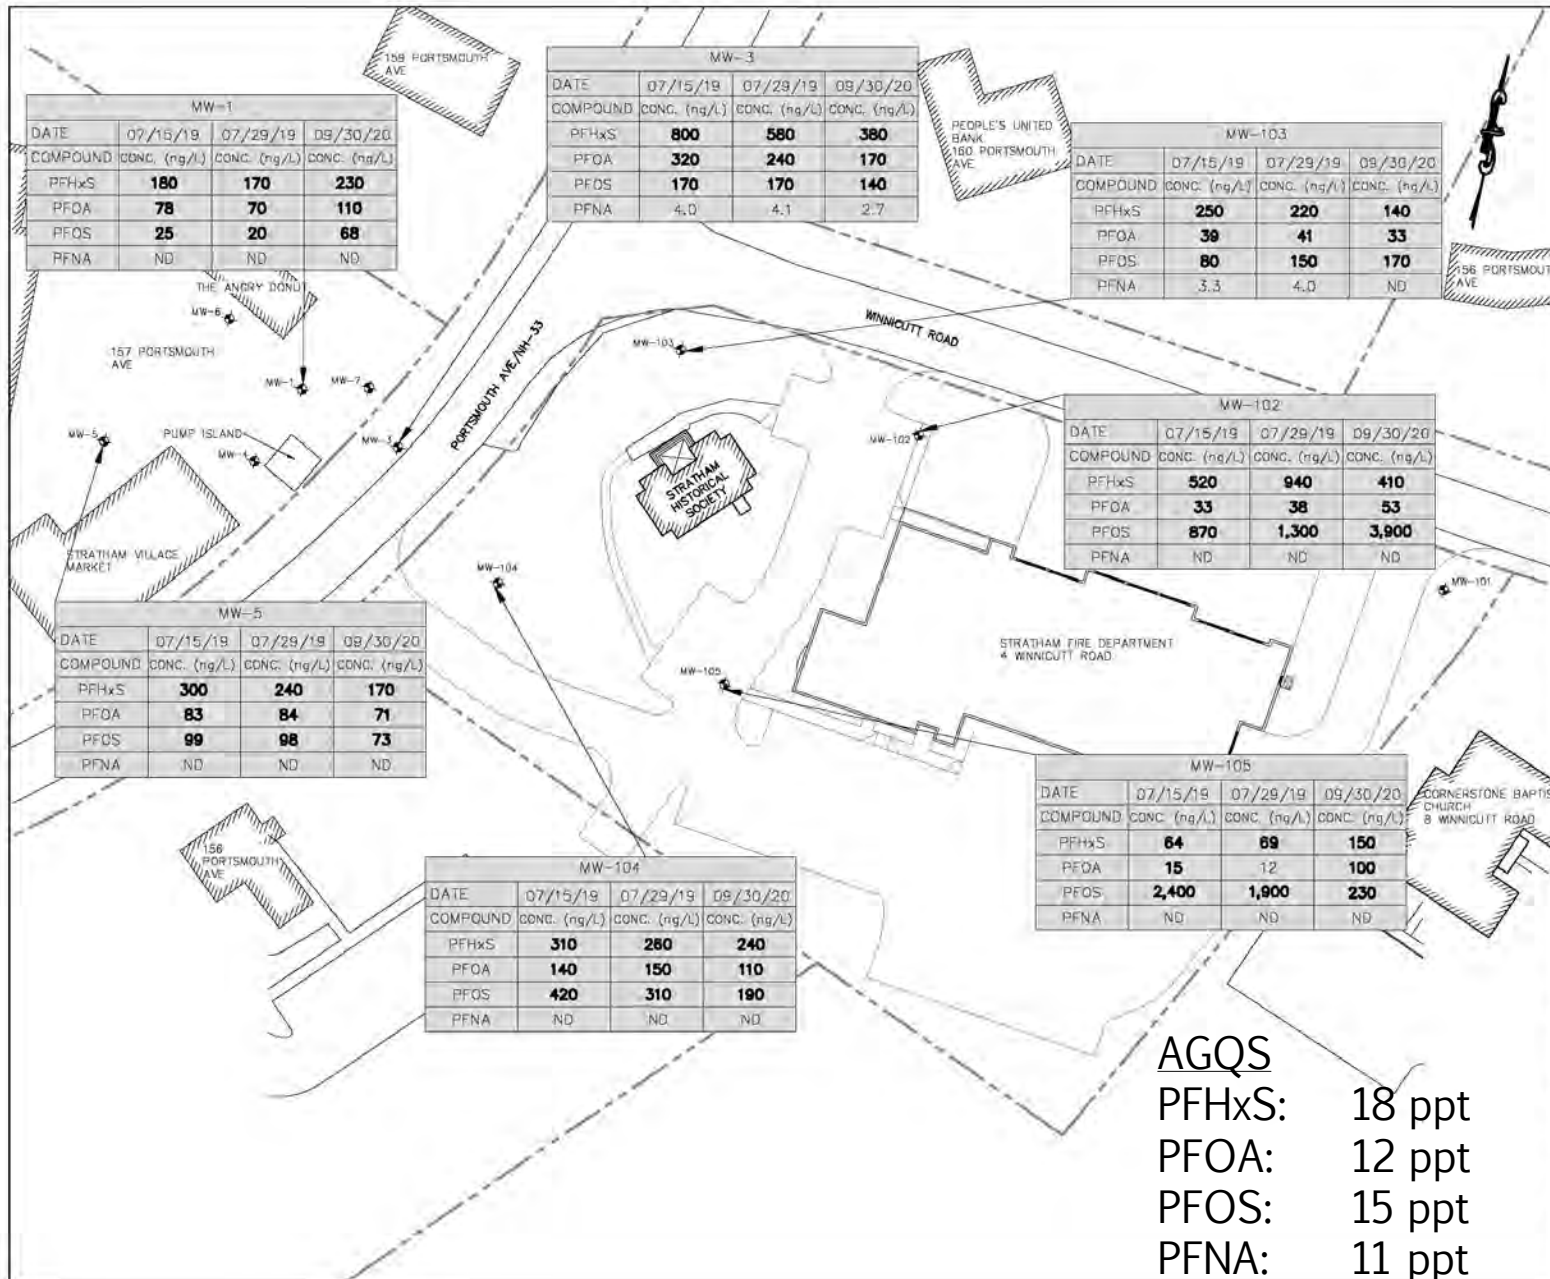 159 PORTSMOUTH
AVE
MW-3
DATE 07/15/19 07/29/19 09/30/20
COMPOUND CONC. (ng/L) CONC. (ng/L) CONC. (ng/L)
PFHxS 800 580 380
PFOA 320 240 170
PFOS 170 170 140
PFNA 4.0 4.1 2.7
PEOPLE'S UNITED
BANK
160 PORTSMOUTH
AVE
MW-1
DATE 07/15/19 07/29/19 09/30/20
COMPOUND CONC. (ng/L) CONC. (ng/L) CONC. (ng/L)
PFHxS 180 170 230
PFOA 78 70 110
PFOS 25 20 68
PFNA ND ND ND
MW-103
DATE 07/15/19 07/29/19 09/30/20
COMPOUND CONC. (ng/L) CONC. (ng/L) CONC. (ng/L)
PFHxS 250 220 140
PFOA 39 41 33
PFOS 80 150 170
PFNA 3.3 4.0 ND
156 PORTSMOUT
AVE
THE ANGRY DONUT
MW-6
157 PORTSMOUTH
AVE
MW-1
MW-7
MW-5
PUMP ISLAND
MW-4
MW-3
PORTSMOUTH AVE/NH-33
WINNICUTT ROAD
MW-103
MW-102
STRATHAM
HISTORICAL
SOCIETY
MW-102
DATE 07/15/19 07/29/19 09/30/20
COMPOUND CONC. (ng/L) CONC. (ng/L) CONC. (ng/L)
PFHxS 520 940 410
PFOA 33 38 53
PFOS 870 1,300 3,900
PFNA ND ND ND
STRATHAM VILLAGE
MARKET
MW-104
MW-101
MW-5
DATE 07/15/19 07/29/19 09/30/20
COMPOUND CONC. (ng/L) CONC. (ng/L) CONC. (ng/L)
PFHxS 300 240 170
PFOA 83 84 71
PFOS 99 98 73
PFNA ND ND ND
STRATHAM FIRE DEPARTMENT
4 WINNICUTT ROAD
MW-105
MW-105
DATE 07/15/19 07/29/19 09/30/20
COMPOUND CONC. (ng/L) CONC. (ng/L) CONC. (ng/L)
PFHxS 64 69 150
PFOA 15 12 100
PFOS 2,400 1,900 230
PFNA ND ND ND
CORNERSTONE BAPTIS
CHURCH
8 WINNICUTT ROAD
156
PORTSMOUTH
AVE
MW-104
DATE 07/15/19 07/29/19 09/30/20
COMPOUND CONC. (ng/L) CONC. (ng/L) CONC. (ng/L)
PFHxS 310 260 240
PFOA 140 150 110
PFOS 420 310 190
PFNA ND ND ND
AGQS
PFHxS: 18 ppt
PFOA: 12 ppt
PFOS: 15 ppt
PFNA: 11 ppt